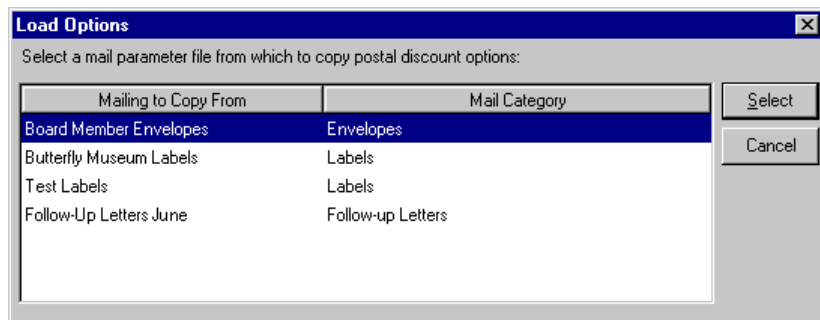 Load Options
Select a mail parameter file from which to copy postal discount options:
Mailing to Copy From Mail Category
Board Member Envelopes Envelopes
Butterfly Museum Labels Labels
Test Labels Labels
Follow-Up Letters June Follow-up Letters
Select
Cancel